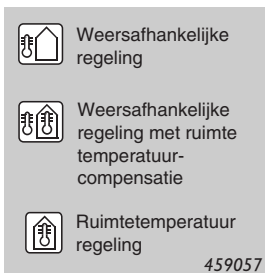 Weersafhankelijke
regeling
Weersafhankelijke
regeling met ruimte
temperatuur-
compensatie
Ruimtetemperatuur
regeling
459057